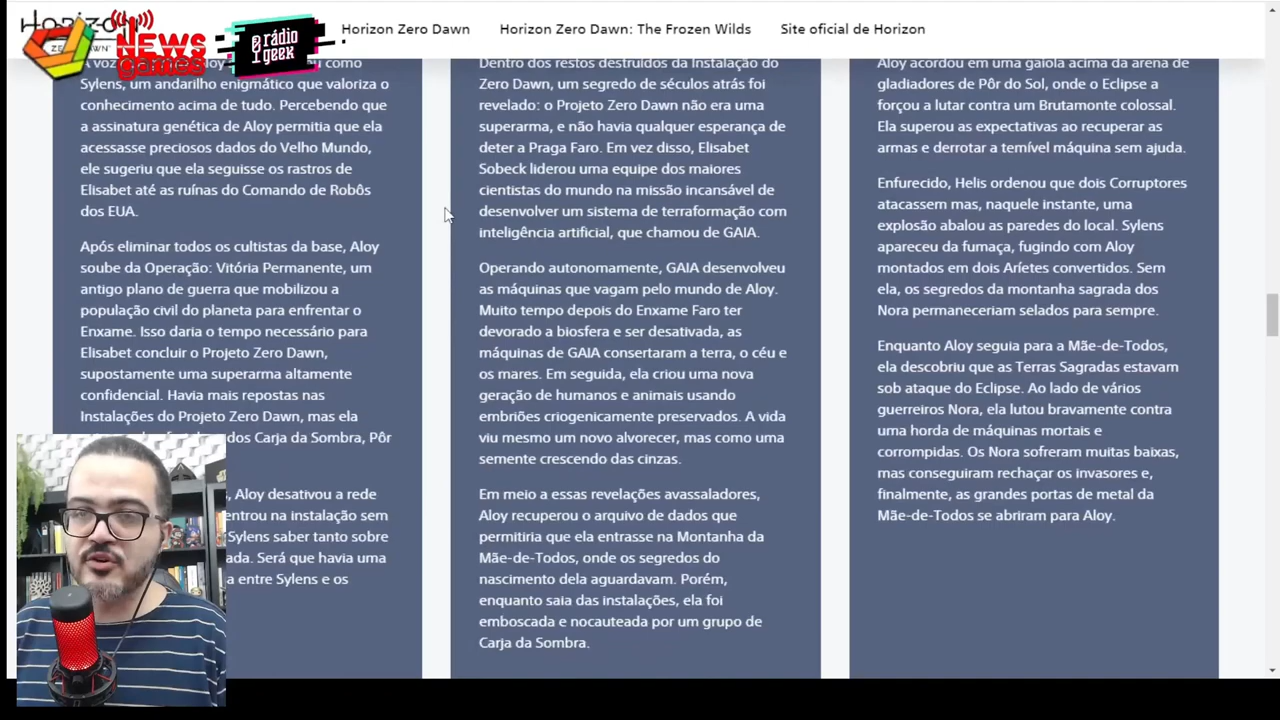 Horizon
ZERO DAWN
NEWS
games
rádio
geek
Horizon Zero Dawn
Horizon Zero Dawn: The Frozen Wilds
Site oficial de Horizon
A voz
como
Sylens, um andarilho enigmático que valoriza o
conhecimento acima de tudo. Percebendo que
a assinatura genética de Aloy permitia que ela
acessasse preciosos dados do Velho Mundo,
ele sugeriu que ela seguisse os rastros de
Elisabet até as ruínas do Comando de Robôs
dos EUA.
Após eliminar todos os cultistas da base, Aloy
soube da Operação: Vitória Permanente, um
antigo plano de guerra que mobilizou a
população civil do planeta para enfrentar o
Enxame. Isso daria o tempo necessário para
Elisabet concluir o Projeto Zero Dawn,
supostamente uma superarma altamente
confidencial. Havia mais repostas nas
Instalações do Projeto Zero Dawn, mas ela
dos Carja da Sombra, Pôr
, Aloy desativou a rede
entrou na instalação sem
Sylens saber tanto sobre
ada. Será que havia uma
a entre Sylens e os
Dentro dos restos destruídos da Instalação do
Zero Dawn, um segredo de séculos atrás foi
revelado: o Projeto Zero Dawn não era uma
superarma, e não havia qualquer esperança de
deter a Praga Faro. Em vez disso, Elisabet
Sobeck liderou uma equipe dos maiores
cientistas do mundo na missão incansável de
desenvolver um sistema de terraformação com
inteligência artificial, que chamou de GAIA.
Operando autonomamente, GAIA desenvolveu
as máquinas que vagam pelo mundo de Aloy.
Muito tempo depois do Enxame Faro ter
devorado a biosfera e ser desativada, as
máquinas de GAIA consertaram a terra, o céu e
os mares. Em seguida, ela criou uma nova
geração de humanos e animais usando
embriões criogenicamente preservados. A vida
viu mesmo um novo alvorecer, mas como uma
semente crescendo das cinzas.
Em meio a essas revelações avassaladores,
Aloy recuperou o arquivo de dados que
permitiria que ela entrasse na Montanha da
Mãe-de-Todos, onde os segredos do
nascimento dela aguardavam. Porém,
enquanto saia das instalações, ela foi
emboscada e nocauteada por um grupo de
Carja da Sombra.
Aloy acordou em uma gaiola acima da arena de
gladiadores de Pôr do Sol, onde o Eclipse a
forçou a lutar contra um Brutamonte colossal.
Ela superou as expectativas ao recuperar as
armas e derrotar a temível máquina sem ajuda.
Enfurecido, Helis ordenou que dois Corruptores
atacassem mas, naquele instante, uma
explosão abalou as paredes do local. Sylens
apareceu da fumaça, fugindo com Aloy
montados em dois Aríetes convertidos. Sem
ela, os segredos da montanha sagrada dos
Nora permaneceriam selados para sempre.
Enquanto Aloy seguia para a Mãe-de-Todos,
ela descobriu que as Terras Sagradas estavam
sob ataque do Eclipse. Ao lado de vários
guerreiros Nora, ela lutou bravamente contra
uma horda de máquinas mortais e
corrompidas. Os Nora sofreram muitas baixas,
mas conseguiram rechaçar os invasores e,
finalmente, as grandes portas de metal da
Mãe-de-Todos se abriram para Aloy.